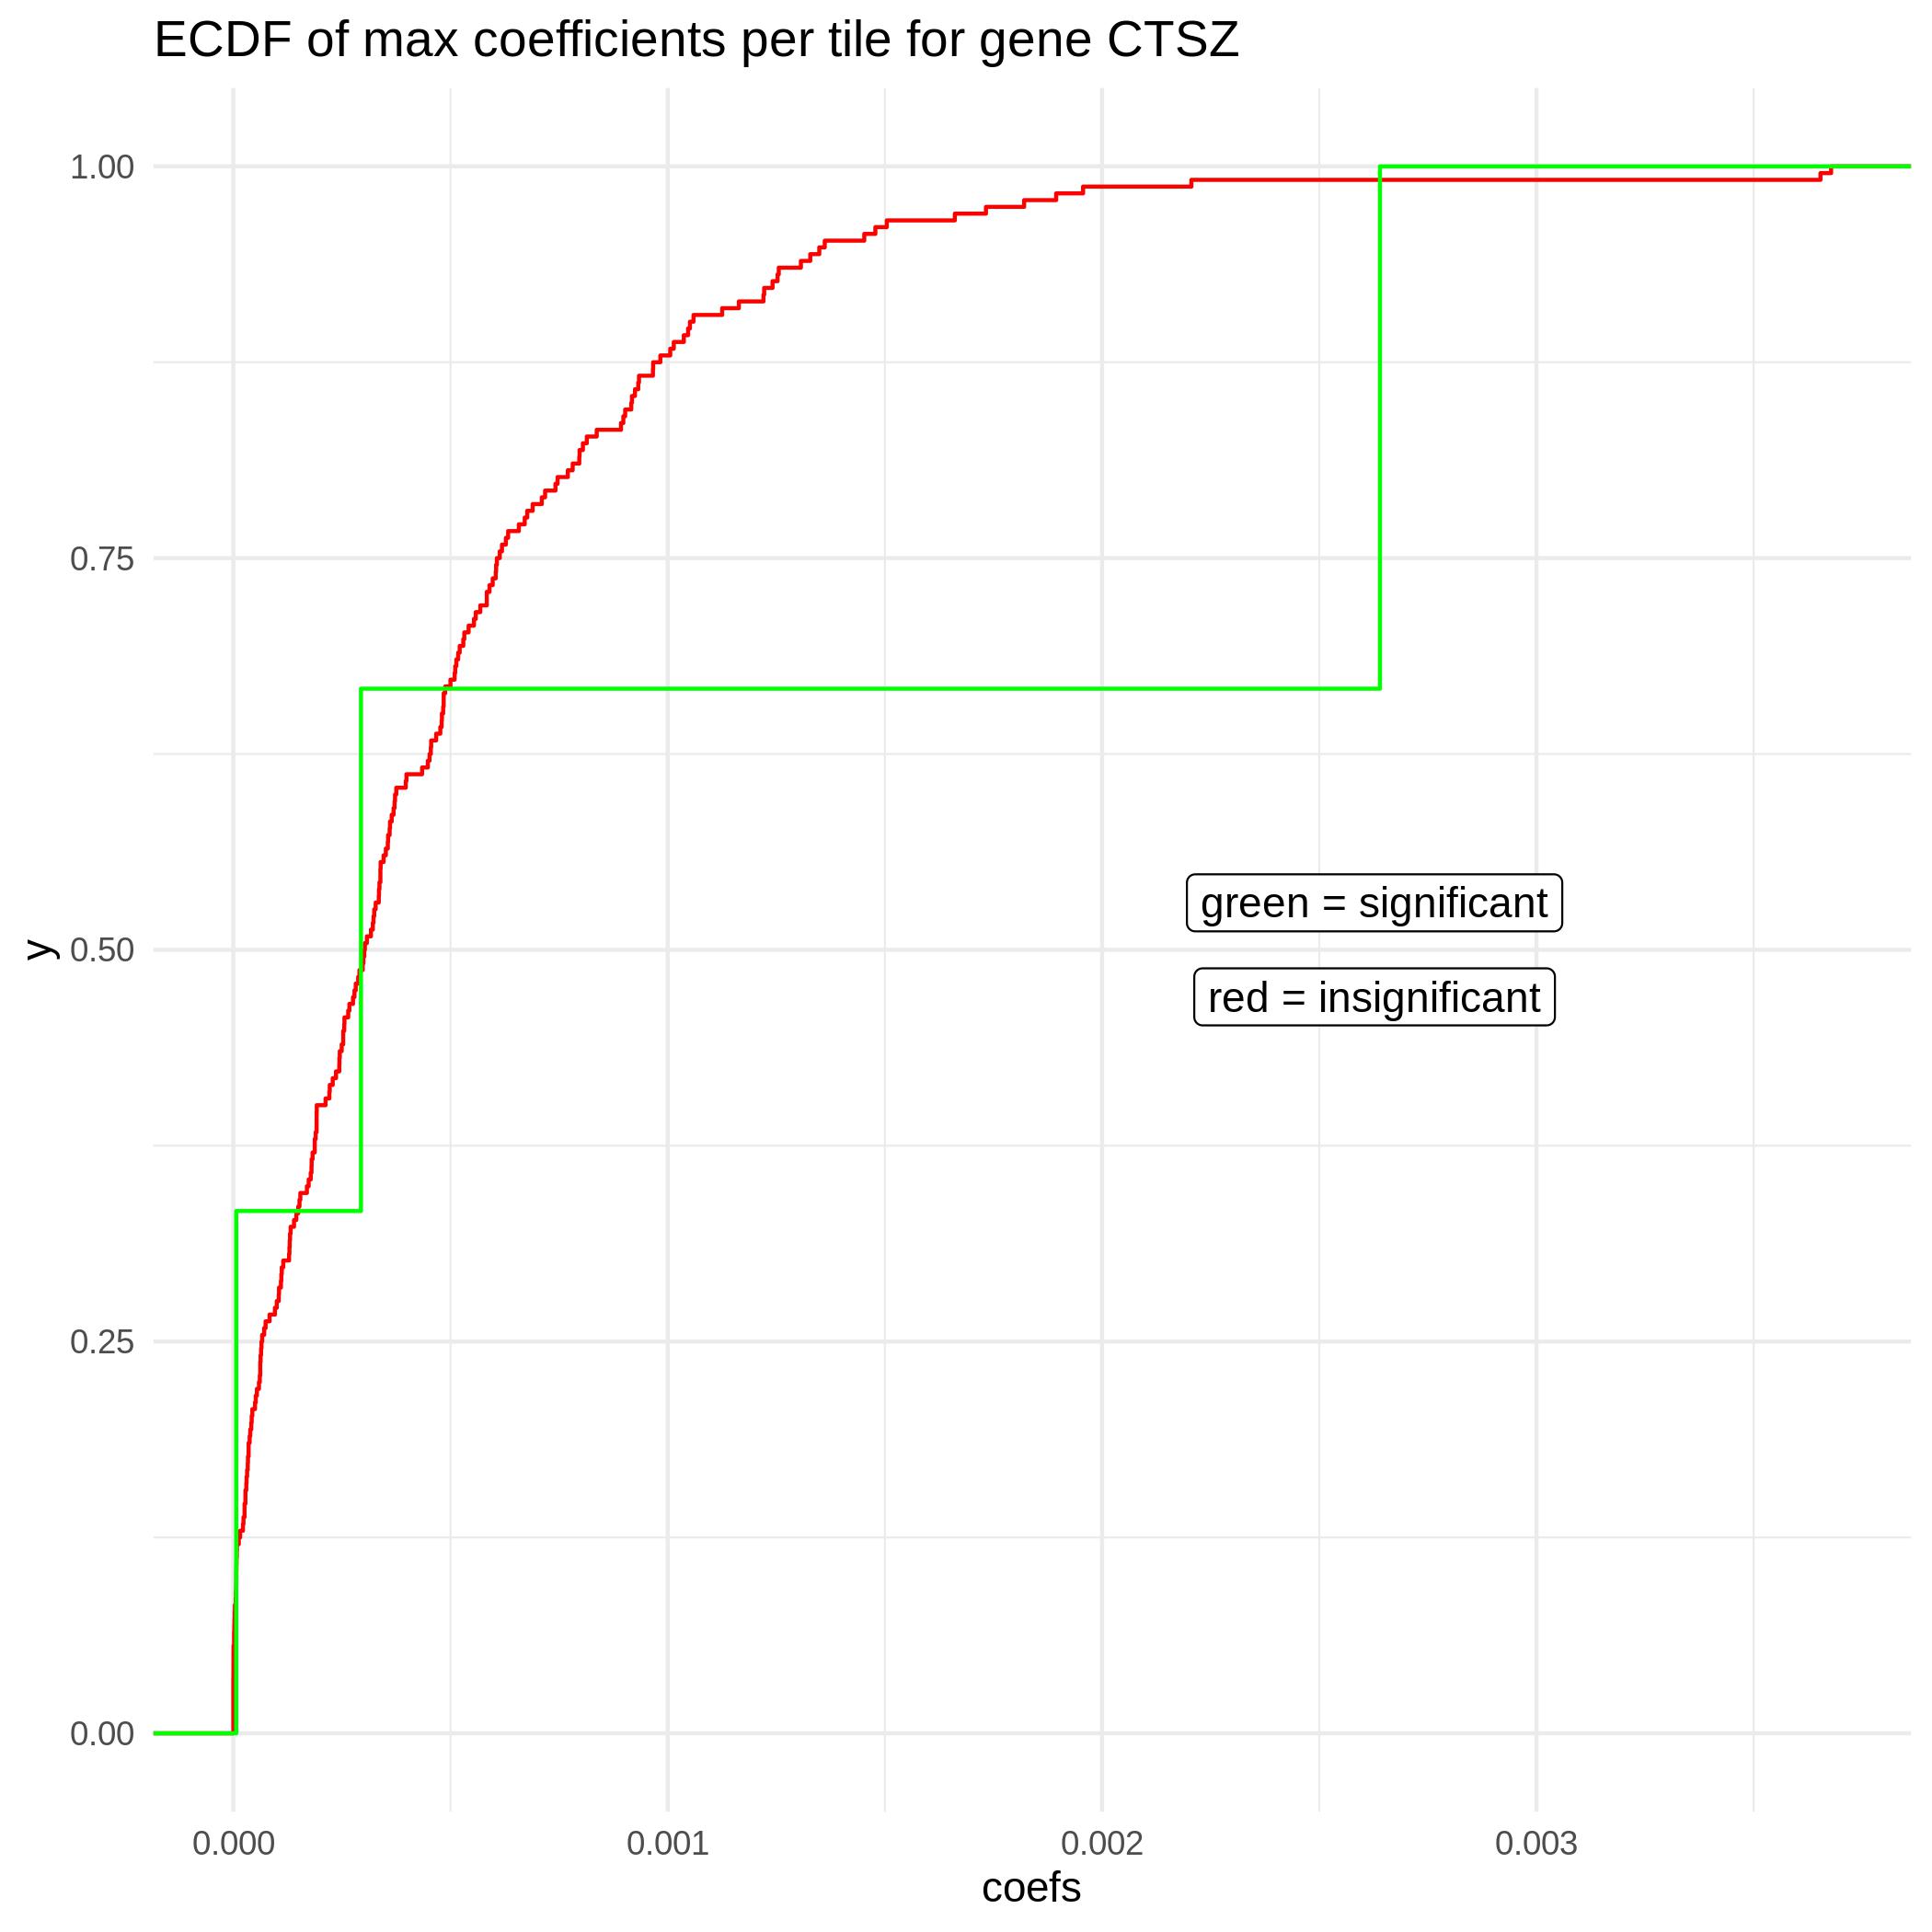 ECDF of max coefficients per tile for gene CTSZ
1.00
0.75
0.50
0.25
0.00
y
green = significant
red = insignificant
0.000 0.001 0.002 0.003
coefs